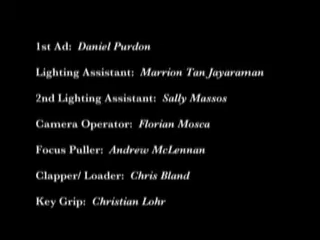 1st Ad: Daniel Purdon
Lighting Assistant: Marrion Tan Jayaraman
2nd Lighting Assistant: Sally Massos
Camera Operator: Florian Mosca
Focus Puller: Andrew McLennan
Clapper/ Loader: Chris Bland
Key Grip: Christian Lohr